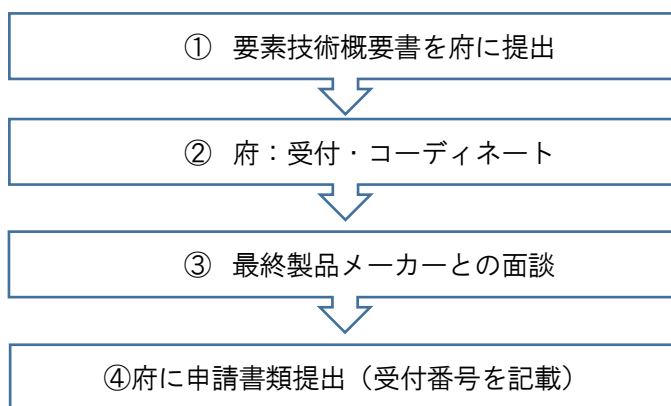 ① 要素技術概要書を府に提出
② 府：受付・コーディネート
③ 最終製品メーカーとの面談
④府に申請書類提出（受付番号を記載）